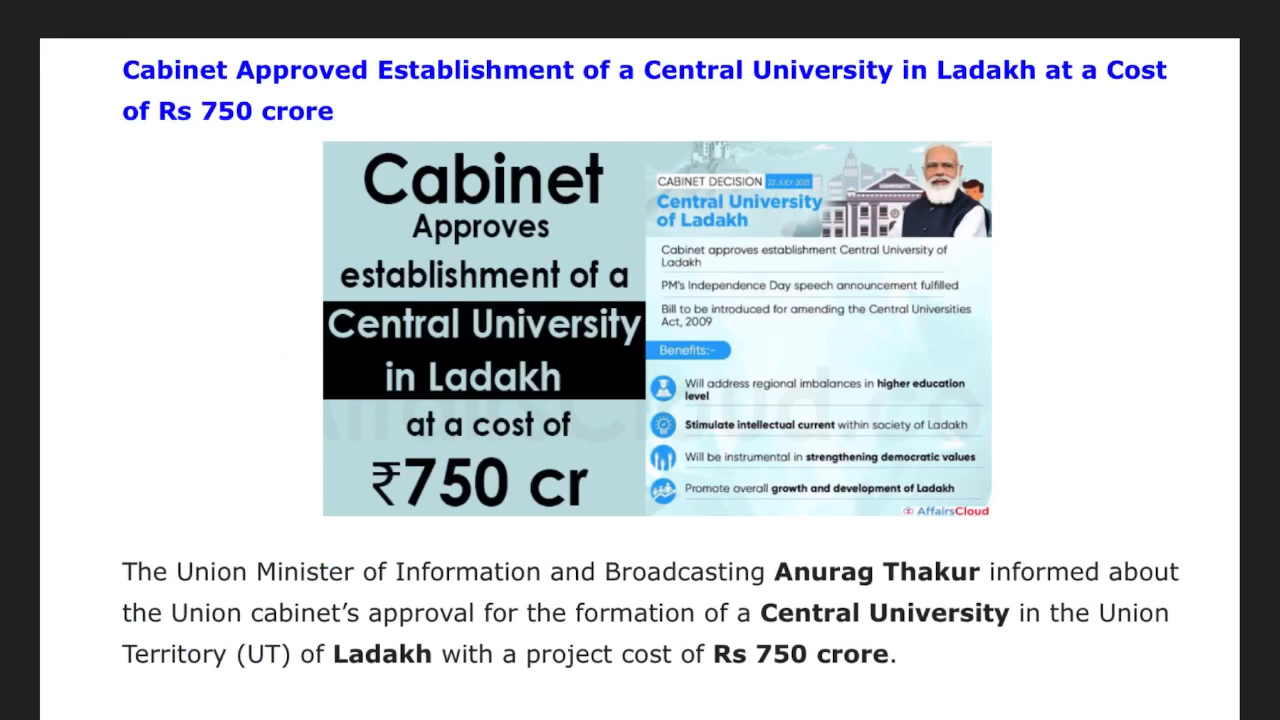 Cabinet Approved Establishment of a Central University in Ladakh at a Cost
of Rs 750 crore
Cabinet
Approves
establishment of a
Central University
in Ladakh
at a cost of
₹750 cr
CABINET DECISION 22 JULY 2021
Central University
of Ladakh
Cabinet approves establishment Central University of
Ladakh
PM's Independence Day speech announcement fulfilled
Bill to be introduced for amending the Central Universities
Act, 2009
Benefits:-
Will address regional imbalances in higher education
level
Stimulate intellectual current within society of Ladakh
Will be instrumental in strengthening democratic values
Promote overall growth and development of Ladakh
AffairsCloud
The Union Minister of Information and Broadcasting Anurag Thakur informed about
the Union cabinet’s approval for the formation of a Central University in the Union
Territory (UT) of Ladakh with a project cost of Rs 750 crore.